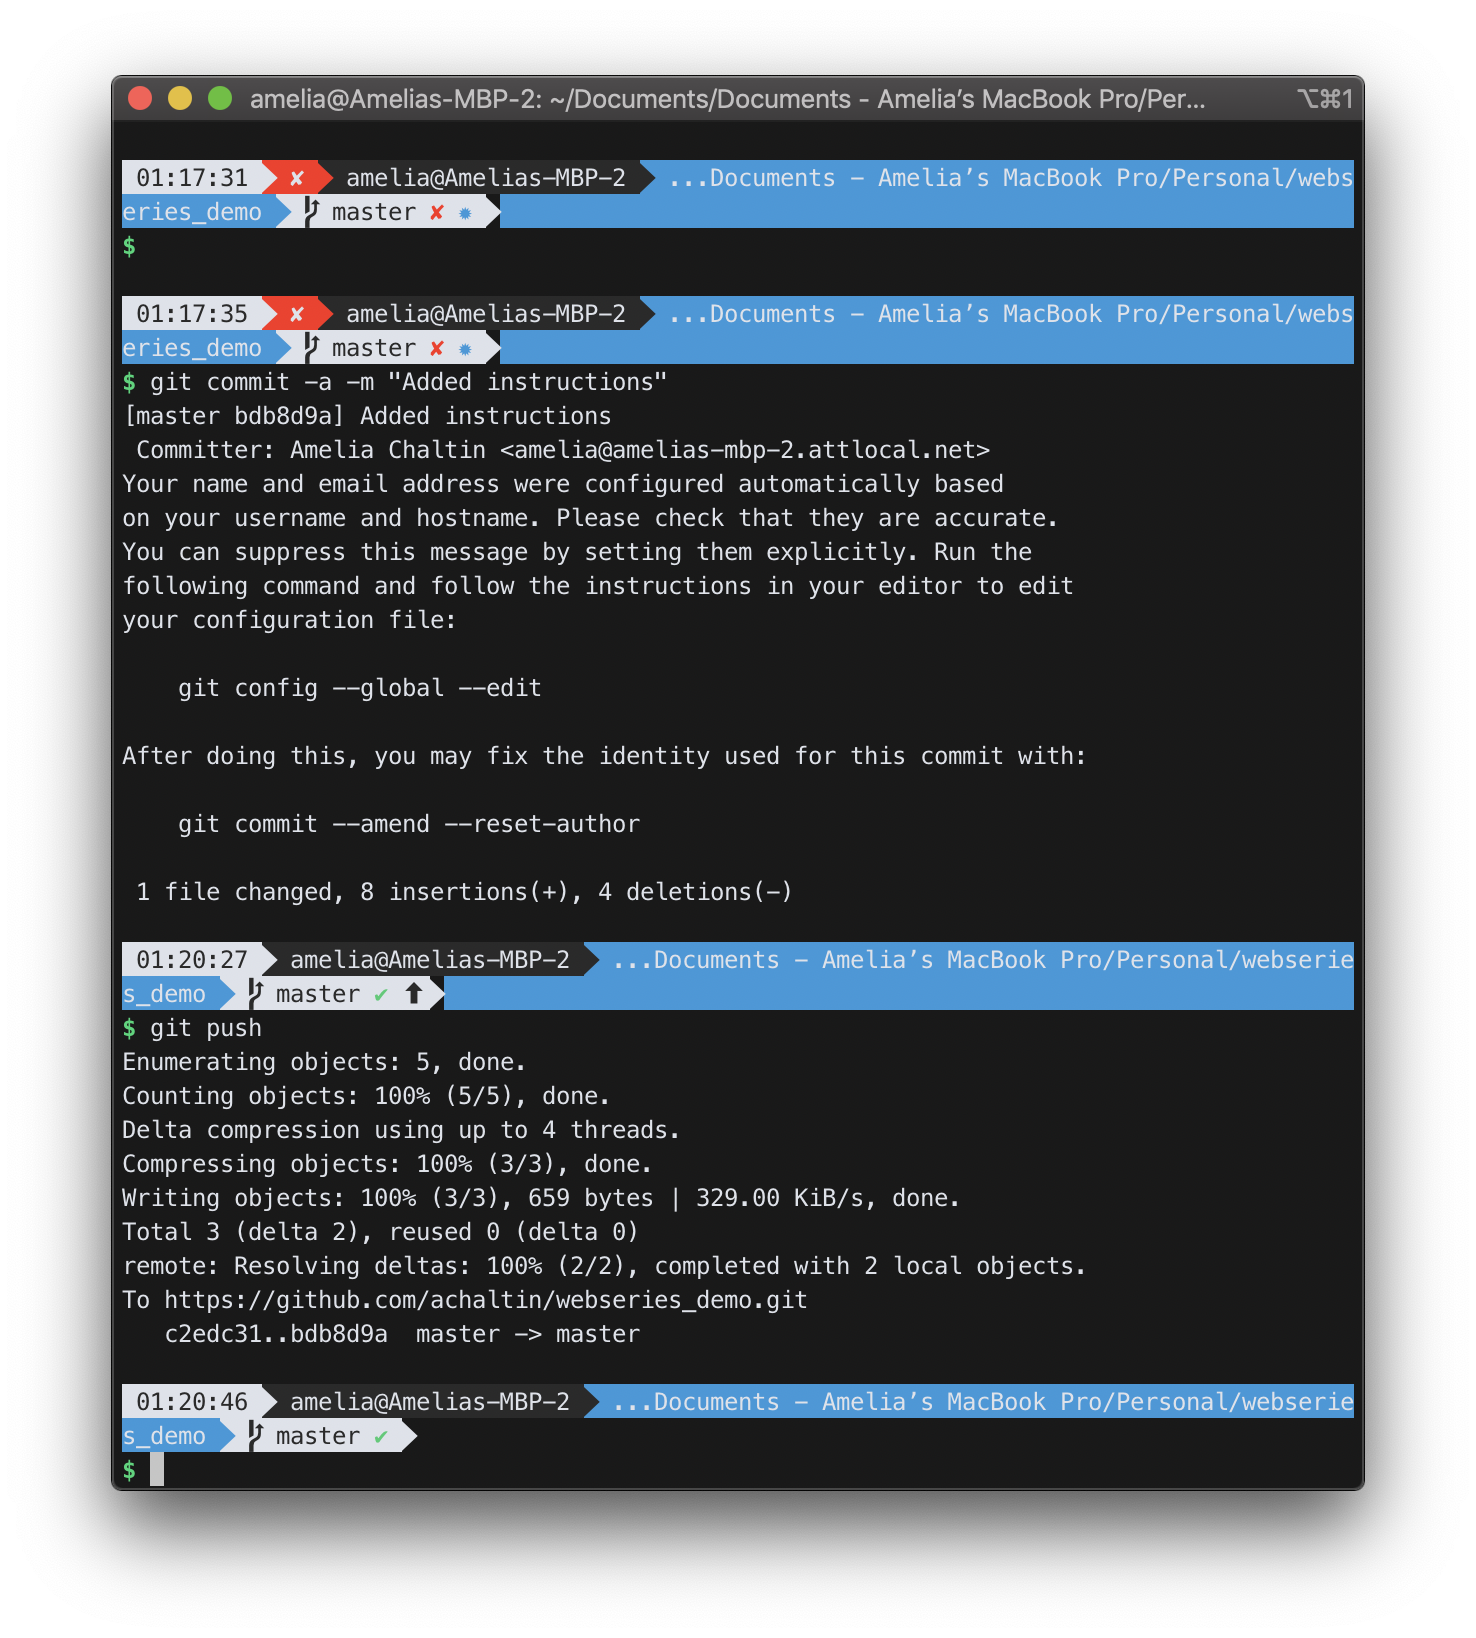 amelia@Amelias-MBP-2: ~/Documents/Documents - Amelia’s MacBook Pro/Per... ⌥⌘1
01:17:31 ✘ amelia@Amelias-MBP-2 ...Documents – Amelia’s MacBook Pro/Personal/webs
eries_demo master ✘ ✹
$
01:17:35 ✘ amelia@Amelias-MBP-2 ...Documents – Amelia’s MacBook Pro/Personal/webs
eries_demo master ✘ ✹
$ git commit -a -m "Added instructions"
[master bdb8d9a] Added instructions
 Committer: Amelia Chaltin <amelia@amelias-mbp-2.attlocal.net>
Your name and email address were configured automatically based
on your username and hostname. Please check that they are accurate.
You can suppress this message by setting them explicitly. Run the
following command and follow the instructions in your editor to edit
your configuration file:
    git config --global --edit
After doing this, you may fix the identity used for this commit with:
    git commit --amend --reset-author
 1 file changed, 8 insertions(+), 4 deletions(-)
01:20:27 amelia@Amelias-MBP-2 ...Documents – Amelia’s MacBook Pro/Personal/webserie
s_demo master ✔ ⬆
$ git push
Enumerating objects: 5, done.
Counting objects: 100% (5/5), done.
Delta compression using up to 4 threads.
Compressing objects: 100% (3/3), done.
Writing objects: 100% (3/3), 659 bytes | 329.00 KiB/s, done.
Total 3 (delta 2), reused 0 (delta 0)
remote: Resolving deltas: 100% (2/2), completed with 2 local objects.
To https://github.com/achaltin/webseries_demo.git
   c2edc31..bdb8d9a  master -> master
01:20:46 amelia@Amelias-MBP-2 ...Documents – Amelia’s MacBook Pro/Personal/webserie
s_demo master ✔
$